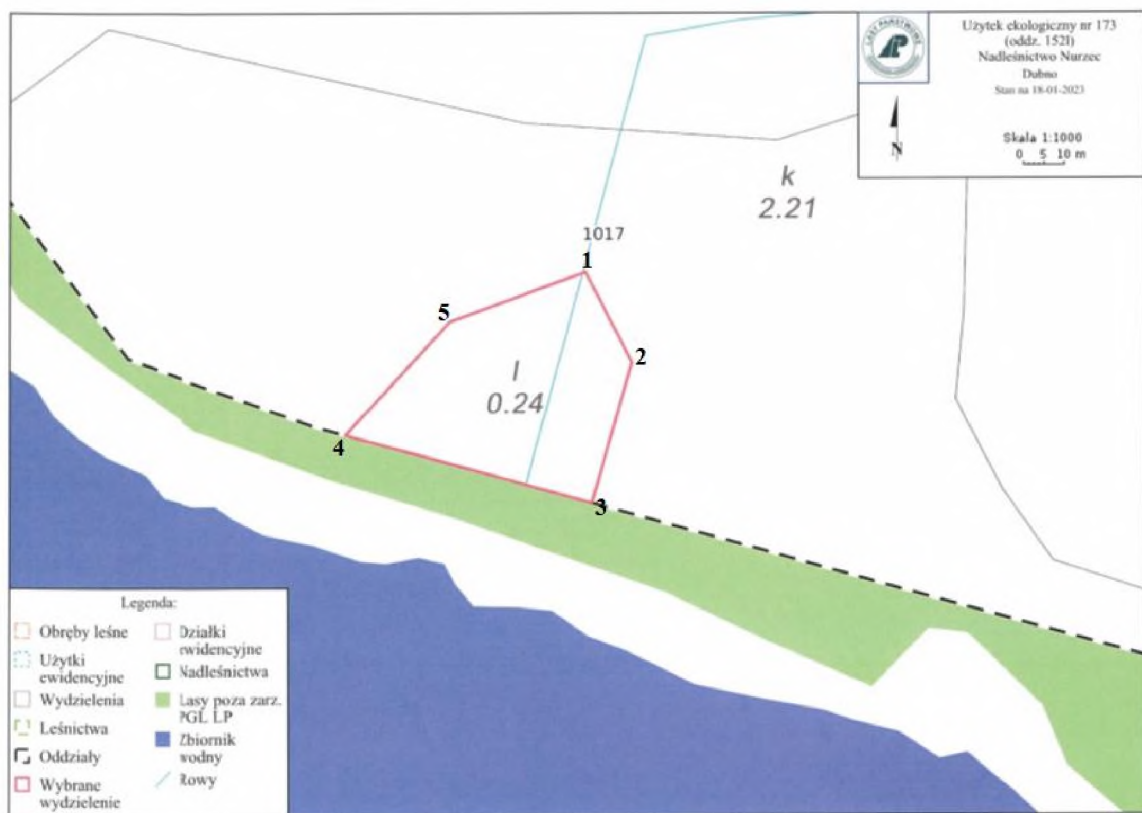 LASY PAŃSTWOWE
Użytek ekologiczny nr 173
(oddz. 152l)
Nadleśnictwo Nurzec
Dubno
Stan na 18-01-2023
N
Skala 1:1000
0 5 10 m
k
2.21
1017
1
5
2
l
0.24
4
3
Legenda:
Obręby leśne
Użytki
ewidencyjne
Wydzielenia
Leśnictwa
Oddziały
Wybrane
wydzielenie
Działki
ewidencyjne
Nadleśnictwa
Lasy poza zarz.
PGL LP
Zbiornik
wodny
Rowy